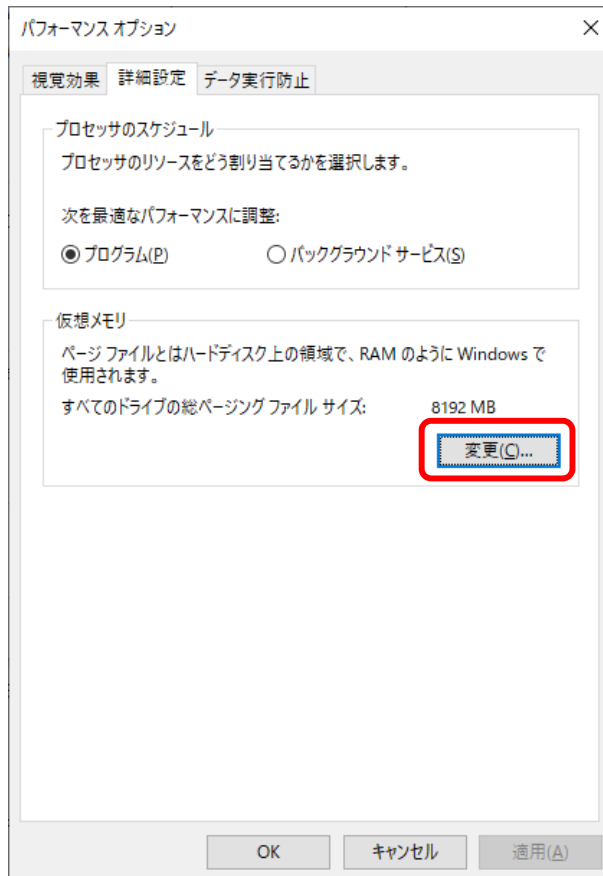 パフォーマンス オプション
視覚効果 詳細設定 データ実行防止
プロセッサのスケジュール
プロセッサのリソースをどう割り当てるかを選択します。
次を最適なパフォーマンスに調整:
プログラム(P) バックグラウンド サービス(S)
仮想メモリ
ページ ファイルとはハードディスク上の領域で、RAM のように Windows で
使用されます。
すべてのドライブの総ページング ファイル サイズ: 8192 MB
変更(C)...
OK キャンセル 適用(A)